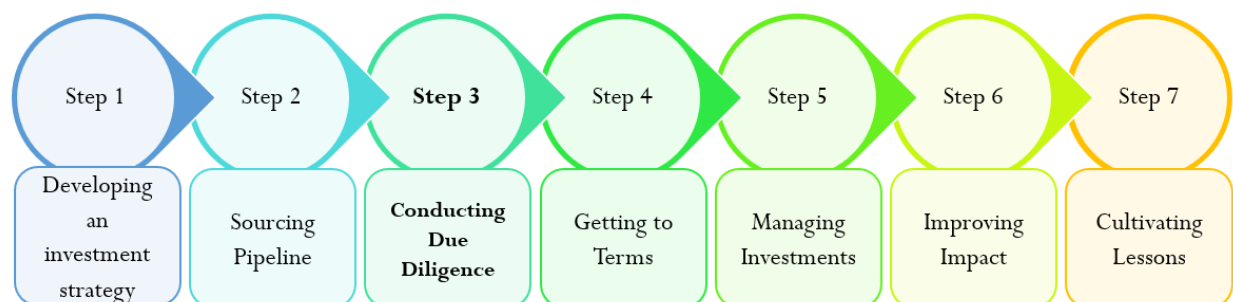 Step 1
Step 2
Step 3
Step 4
Step 5
Step 6
Step 7
Developing
an
investment
strategy
Sourcing
Pipeline
Conducting
Due
Diligence
Getting to
Terms
Managing
Investments
Improving
Impact
Cultivating
Lessons